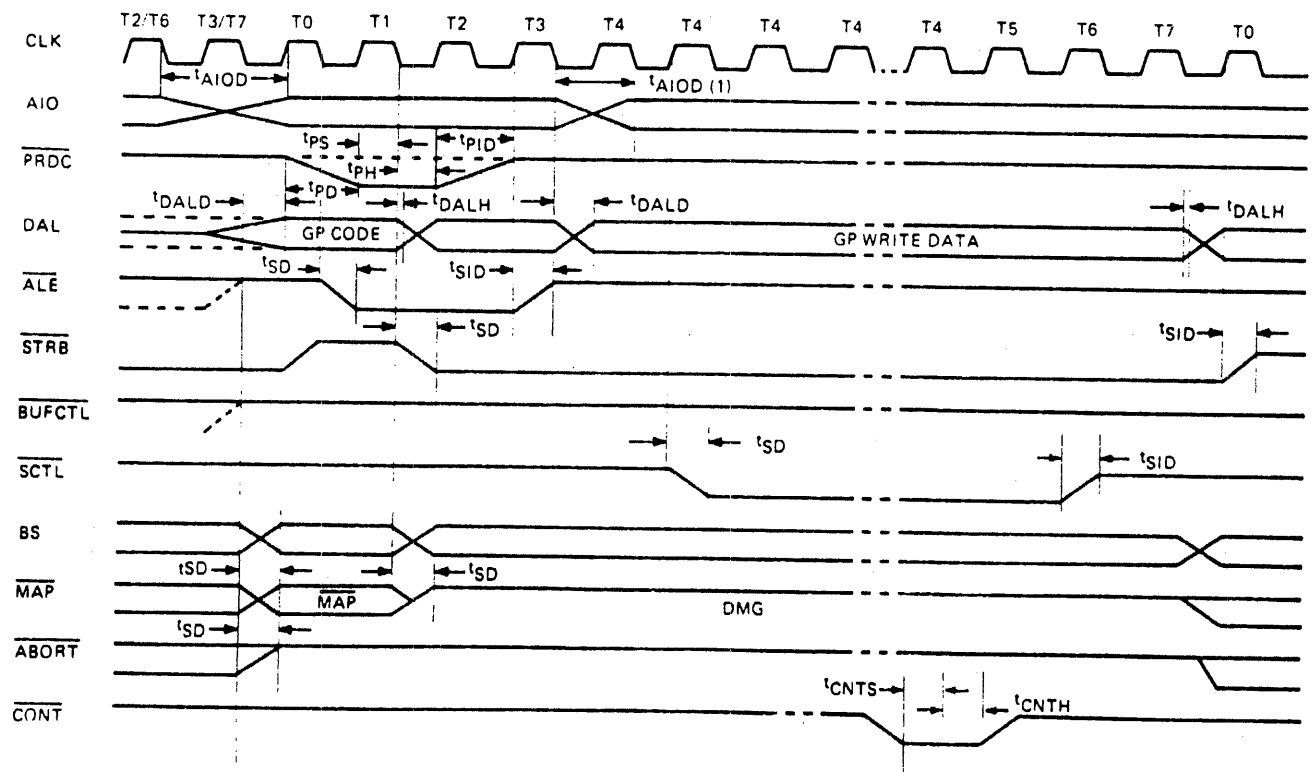 T2/T6 T3/T7 T0 T1 T2 T3 T4 T4 T4 T4 T4 T5 T6 T7 T0
CLK
tAIOD
tAIOD (1)
AIO
tPS
tPID
PRDC
tPH
tPD
tDALD
tDALH
tDALD
tDALH
DAL
GP CODE
GP WRITE DATA
tSD
tSID
ALE
tSD
tSID
STRB
BUFCTL
tSD
tSID
SCTL
BS
tSD
tSD
MAP
MAP
DMG
tSD
ABORT
tCNTS
tCNTH
CONT